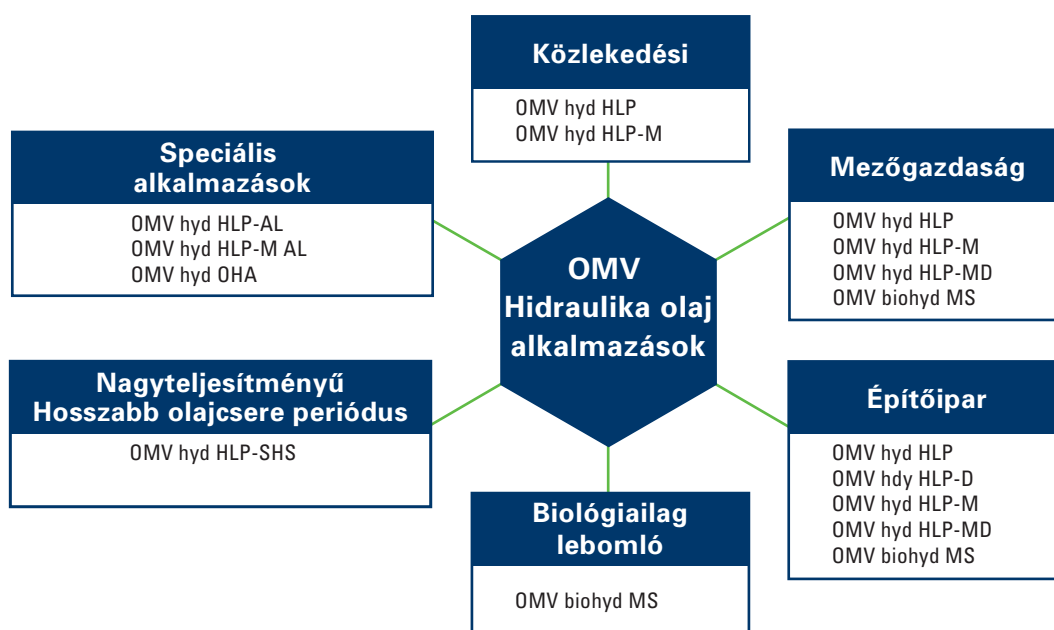 Közlekedési
OMV hyd HLP
OMV hyd HLP-M
Speciális
alkalmazások
OMV hyd HLP-AL
OMV hyd HLP-M AL
OMV hyd OHA
Mezőgazdaság
OMV hyd HLP
OMV hyd HLP-M
OMV hyd HLP-MD
OMV biohyd MS
OMV
Hidraulika olaj
alkalmazások
Nagyteljesítményű
Hosszabb olajcsere periódus
OMV hyd HLP-SHS
Építőipar
OMV hyd HLP
OMV hdy HLP-D
OMV hyd HLP-M
OMV hyd HLP-MD
OMV biohyd MS
Biológiailag
lebomló
OMV biohyd MS